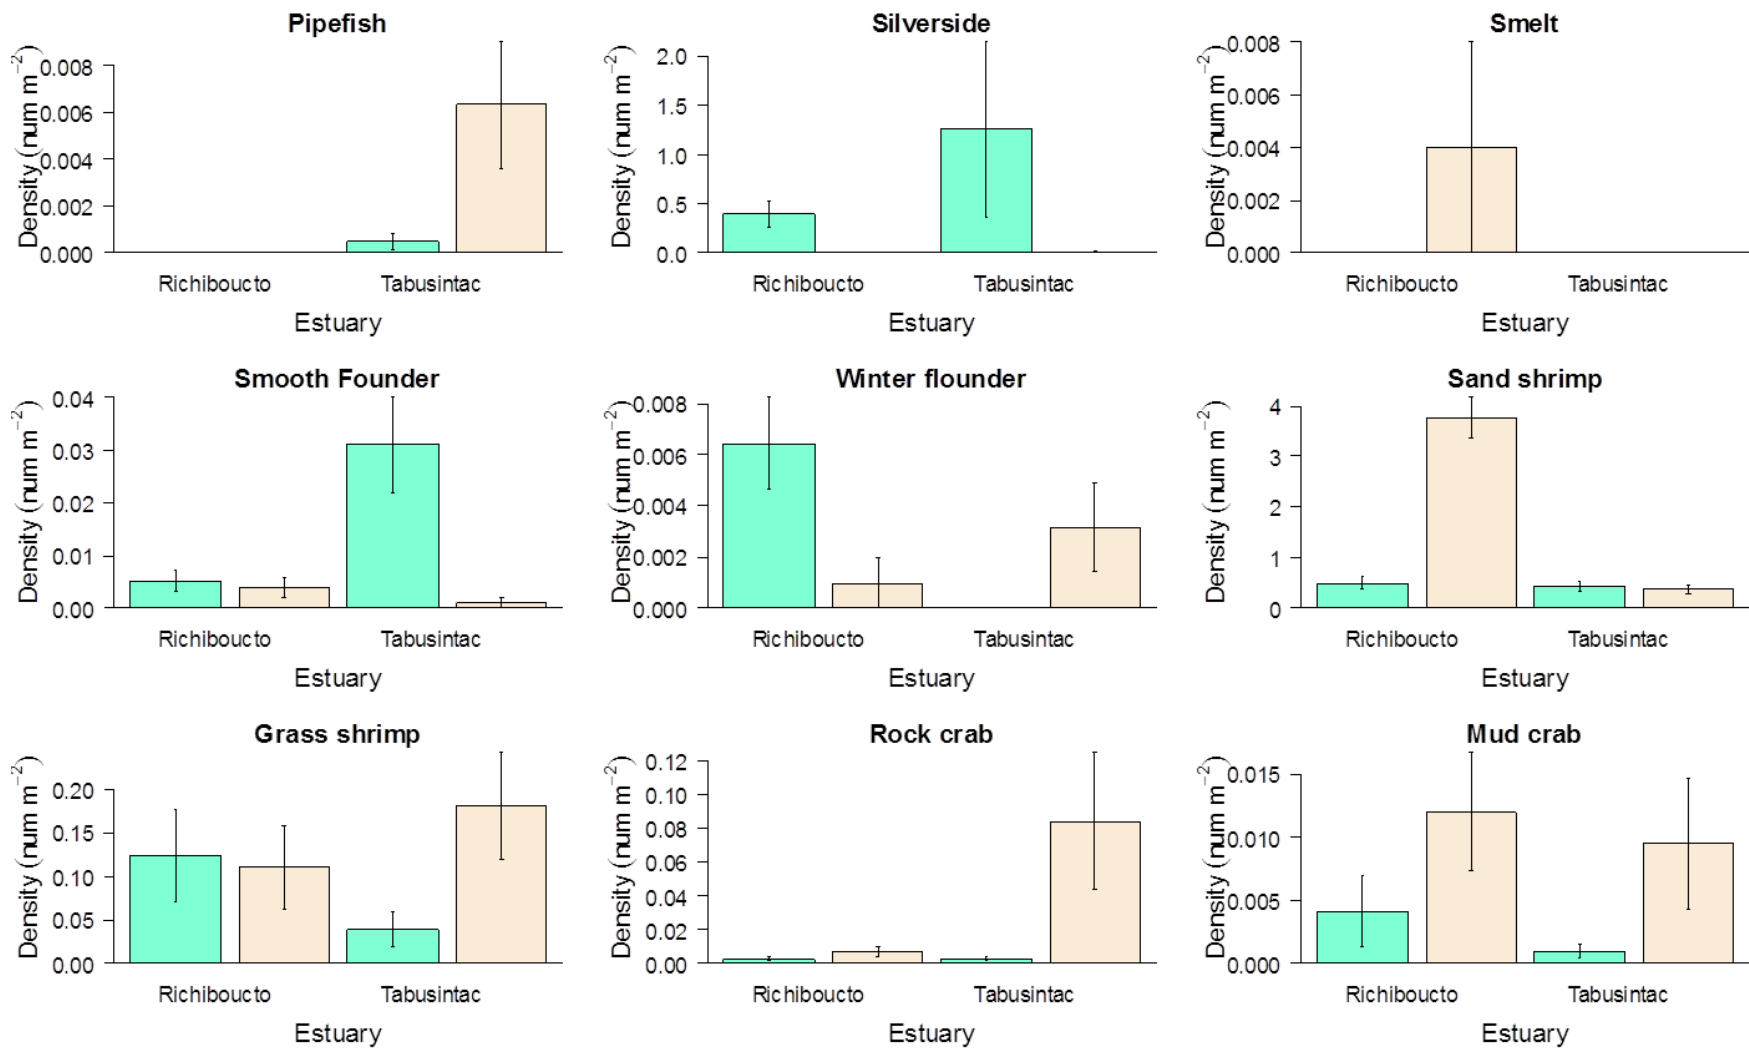 Pipefish
Density (num m⁻²)
0.008
0.006
0.004
0.002
0.000
Richiboucto Tabusintac
Estuary
Silverside
Density (num m⁻²)
2.0
1.5
1.0
0.5
0.0
Richiboucto Tabusintac
Estuary
Smelt
Density (num m⁻²)
0.008
0.006
0.004
0.002
0.000
Richiboucto Tabusintac
Estuary
Smooth Founder
Density (num m⁻²)
0.04
0.03
0.02
0.01
0.00
Richiboucto Tabusintac
Estuary
Winter flounder
Density (num m⁻²)
0.008
0.006
0.004
0.002
0.000
Richiboucto Tabusintac
Estuary
Sand shrimp
Density (num m⁻²)
4
3
2
1
0
Richiboucto Tabusintac
Estuary
Grass shrimp
Density (num m⁻²)
0.20
0.15
0.10
0.05
0.00
Richiboucto Tabusintac
Estuary
Rock crab
Density (num m⁻²)
0.12
0.10
0.08
0.06
0.04
0.02
0.00
Richiboucto Tabusintac
Estuary
Mud crab
Density (num m⁻²)
0.015
0.010
0.005
0.000
Richiboucto Tabusintac
Estuary